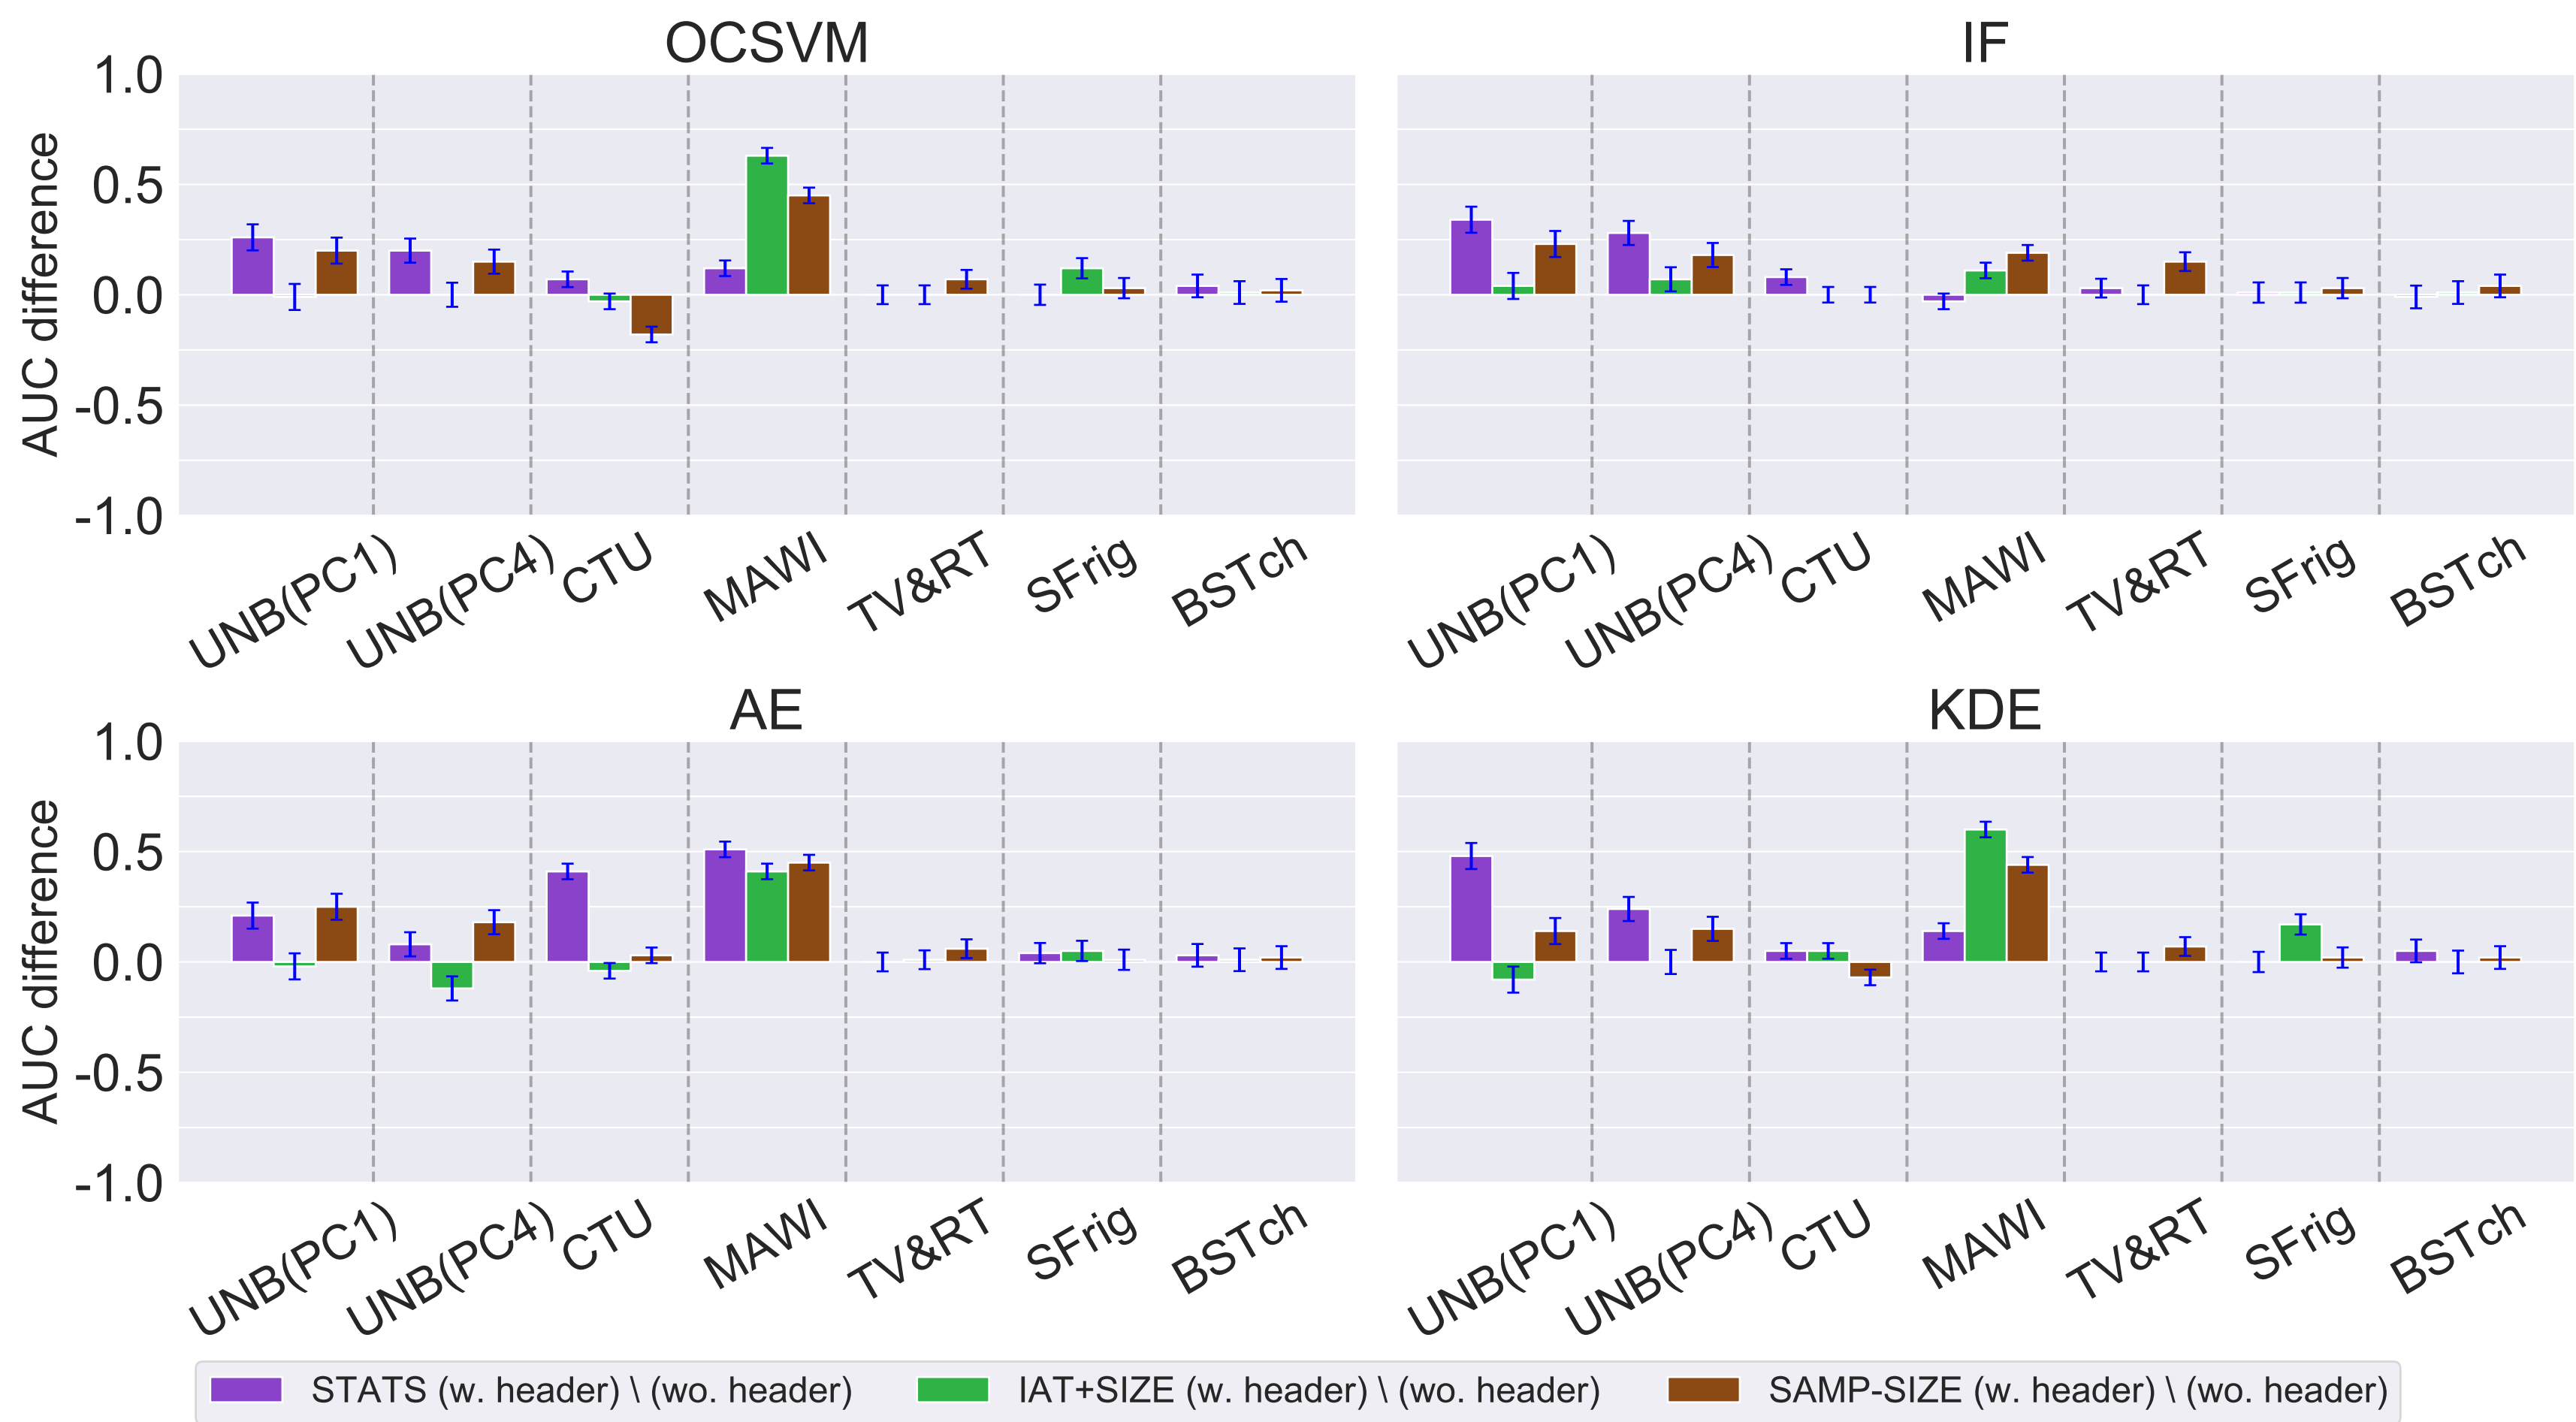 OCSVM
IF
1.0
0.5
0.0
-0.5
-1.0
AUC difference
UNB(PC1)
UNB(PC4)
CTU
MAWI
TV&RT
SFrig
BSTch
UNB(PC1)
UNB(PC4)
CTU
MAWI
TV&RT
SFrig
BSTch
AE
KDE
1.0
0.5
0.0
-0.5
-1.0
AUC difference
UNB(PC1)
UNB(PC4)
CTU
MAWI
TV&RT
SFrig
BSTch
UNB(PC1)
UNB(PC4)
CTU
MAWI
TV&RT
SFrig
BSTch
STATS (w. header) \ (wo. header)
IAT+SIZE (w. header) \ (wo. header)
SAMP-SIZE (w. header) \ (wo. header)